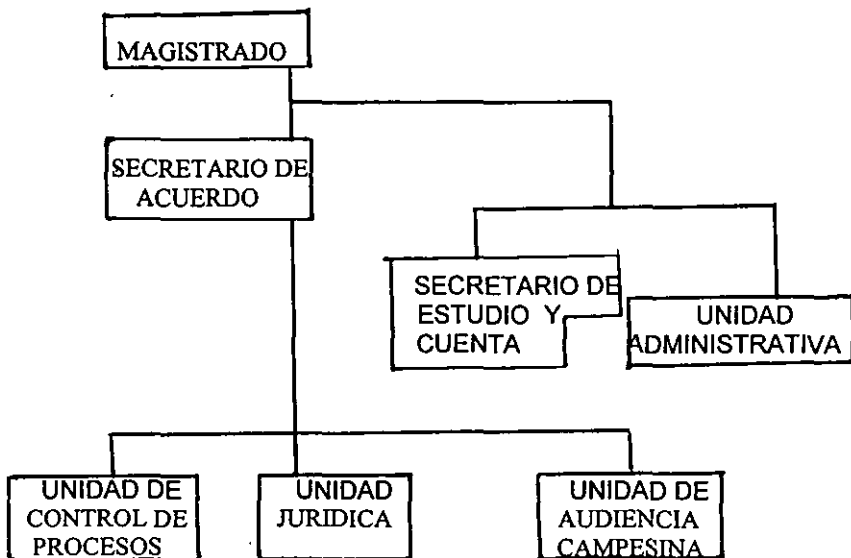 MAGISTRADO
SECRETARIO DE
ACUERDO
SECRETARIO DE
ESTUDIO Y
CUENTA
UNIDAD
ADMINISTRATIVA
UNIDAD DE
CONTROL DE
PROCESOS
UNIDAD
JURIDICA
UNIDAD DE
AUDIENCIA
CAMPESINA